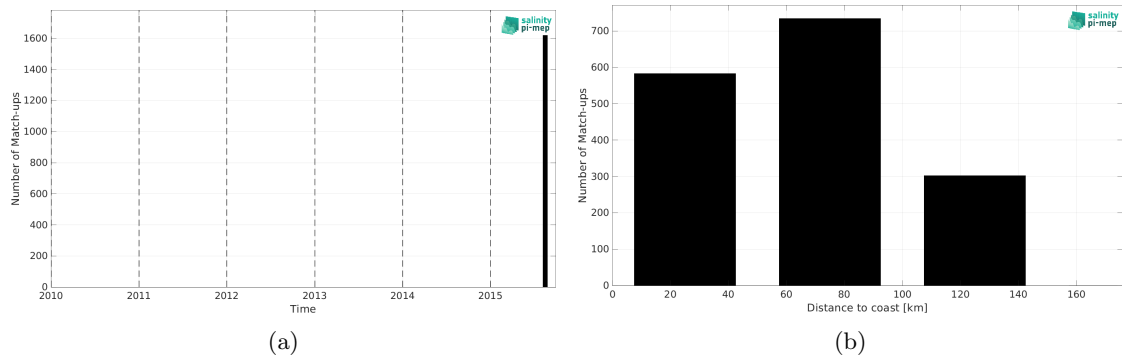 salinity
pi-mep
1600
1400
1200
1000
800
600
400
200
0
Number of Match-ups
2010 2011 2012 2013 2014 2015
Time
(a)
salinity
pi-mep
700
600
500
400
300
200
100
0
Number of Match-ups
0 20 40 60 80 100 120 140 160
Distance to coast [km]
(b)